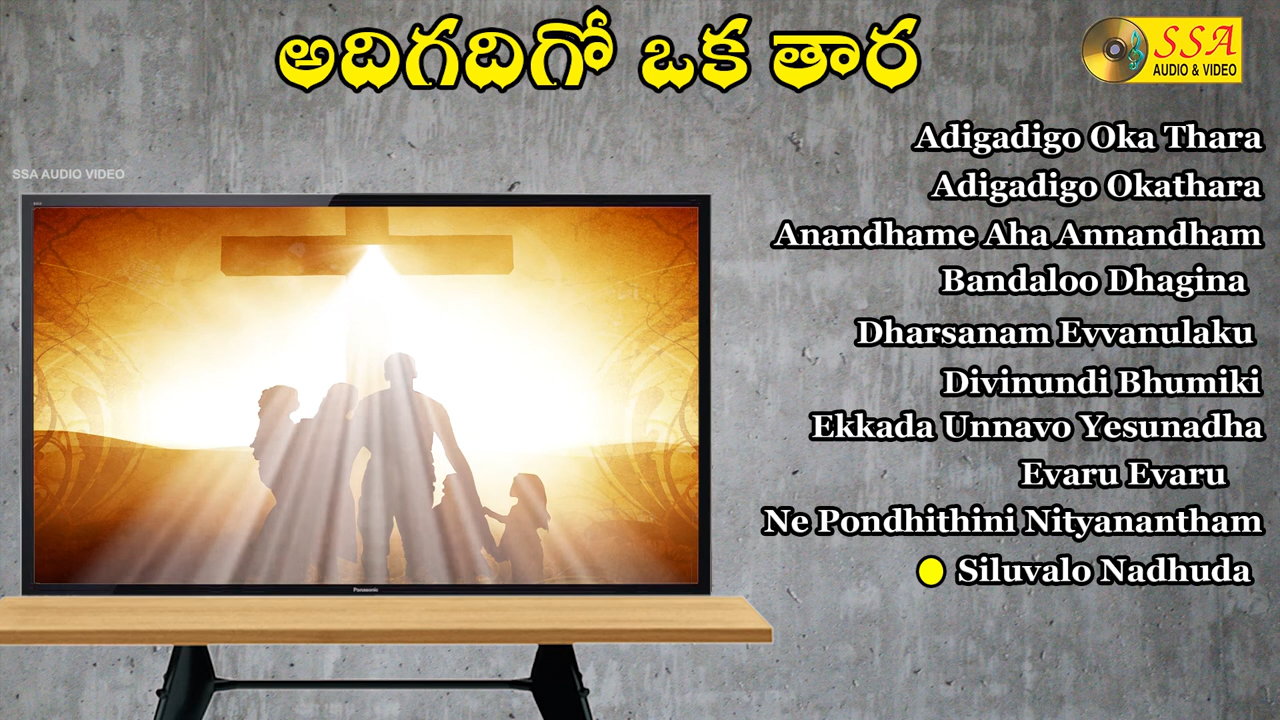 అదిగదిగో ఒక తార
SSA
AUDIO & VIDEO
Adigadigo Oka Thara
SSA AUDIO VIDEO
Adigadigo Okathara
Anandhame Aha Annandham
Bandaloo Dhagina
Dharsanam Evvanulaku
Divinundi Bhumiki
Ekkada Unnavo Yesunadha
Evaru Evaru
Ne Pondhithini Nityanantham
Siluvalo Nadhuda
Panasonic